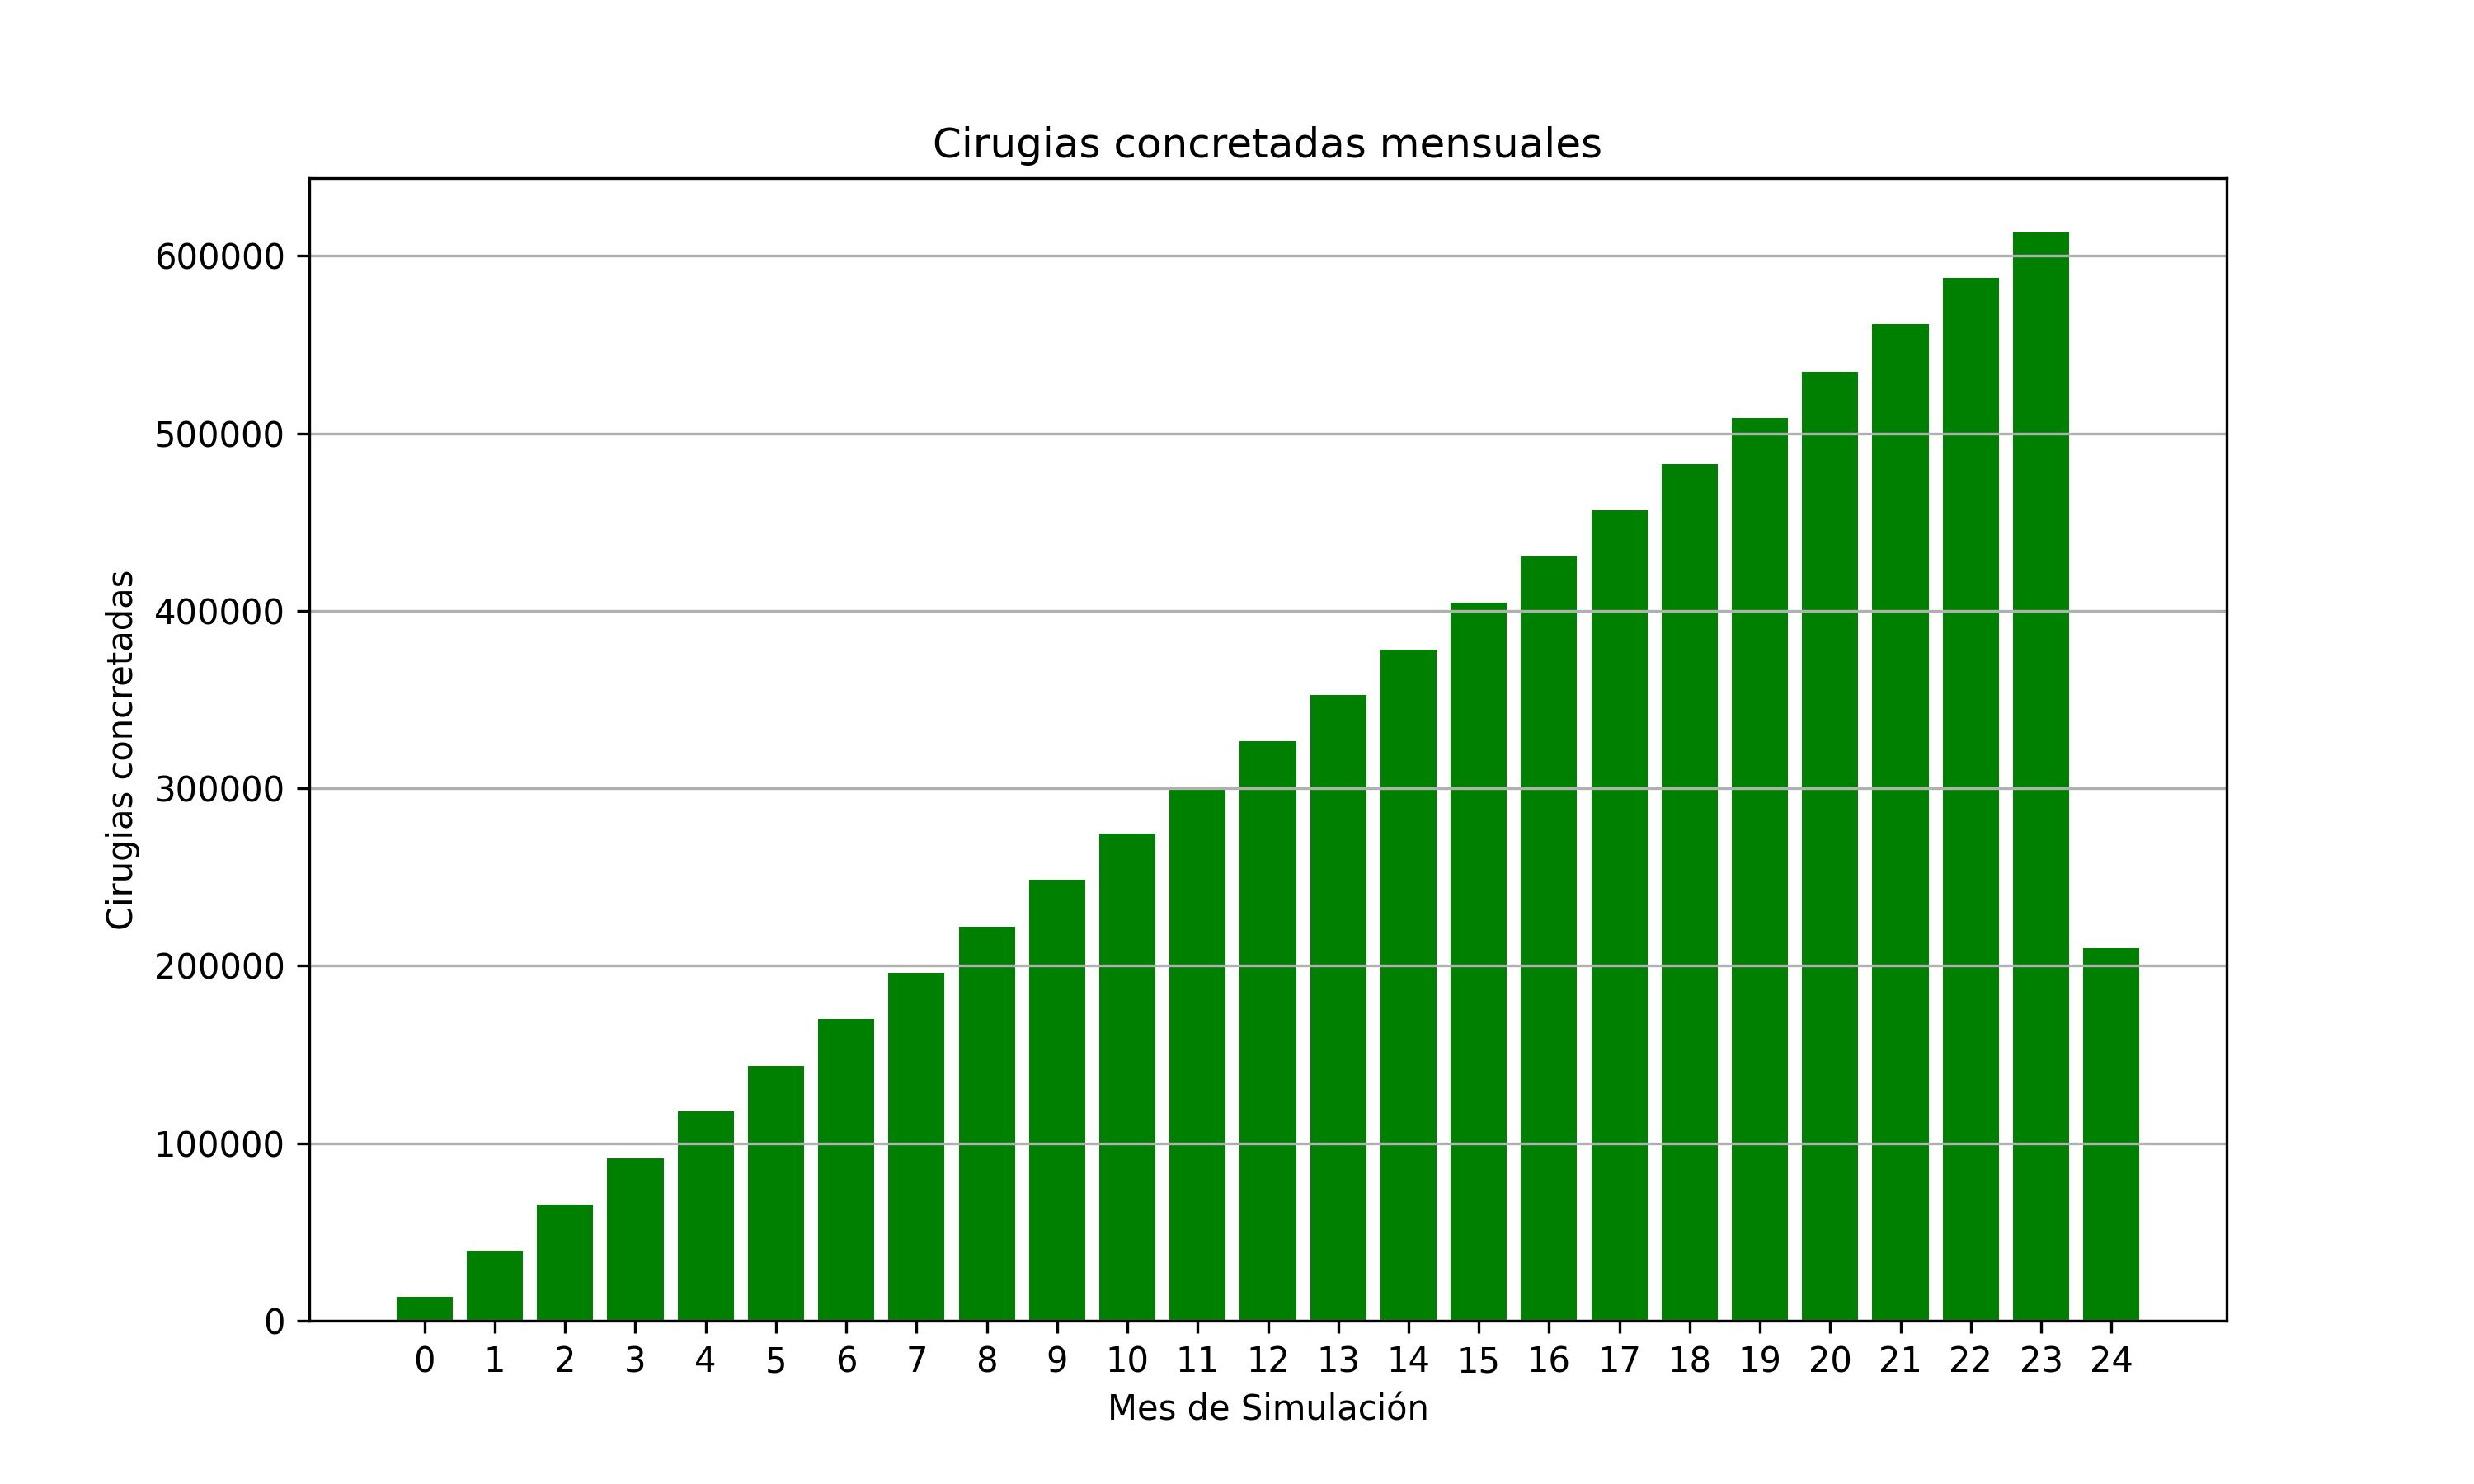 Cirugias concretadas mensuales
600000
500000
400000
300000
200000
100000
0
Cirugias concretadas
0 1 2 3 4 5 6 7 8 9 10 11 12 13 14 15 16 17 18 19 20 21 22 23 24
Mes de Simulación